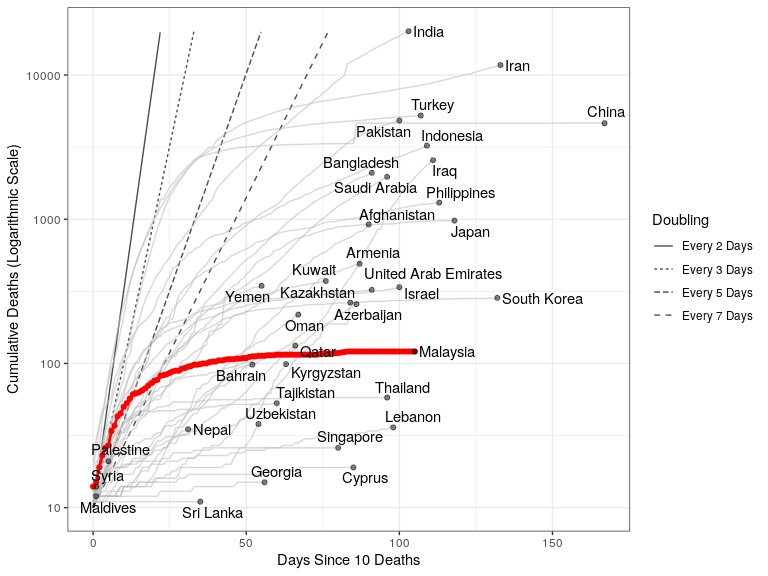 India
Iran
Turkey
China
Pakistan
Indonesia
Bangladesh
Iraq
Saudi Arabia
Philippines
Afghanistan
Japan
Armenia
Kuwait
United Arab Emirates
Yemen
Kazakhstan
Israel
South Korea
Azerbaijan
Oman
Qatar
Malaysia
Bahrain
Kyrgyzstan
Tajikistan
Thailand
Uzbekistan
Lebanon
Nepal
Singapore
Palestine
Syria
Georgia
Cyprus
Maldives
Sri Lanka
10000
1000
100
10
0
50
100
150
Days Since 10 Deaths
Cumulative Deaths (Logarithmic Scale)
Doubling
Every 2 Days
Every 3 Days
Every 5 Days
Every 7 Days